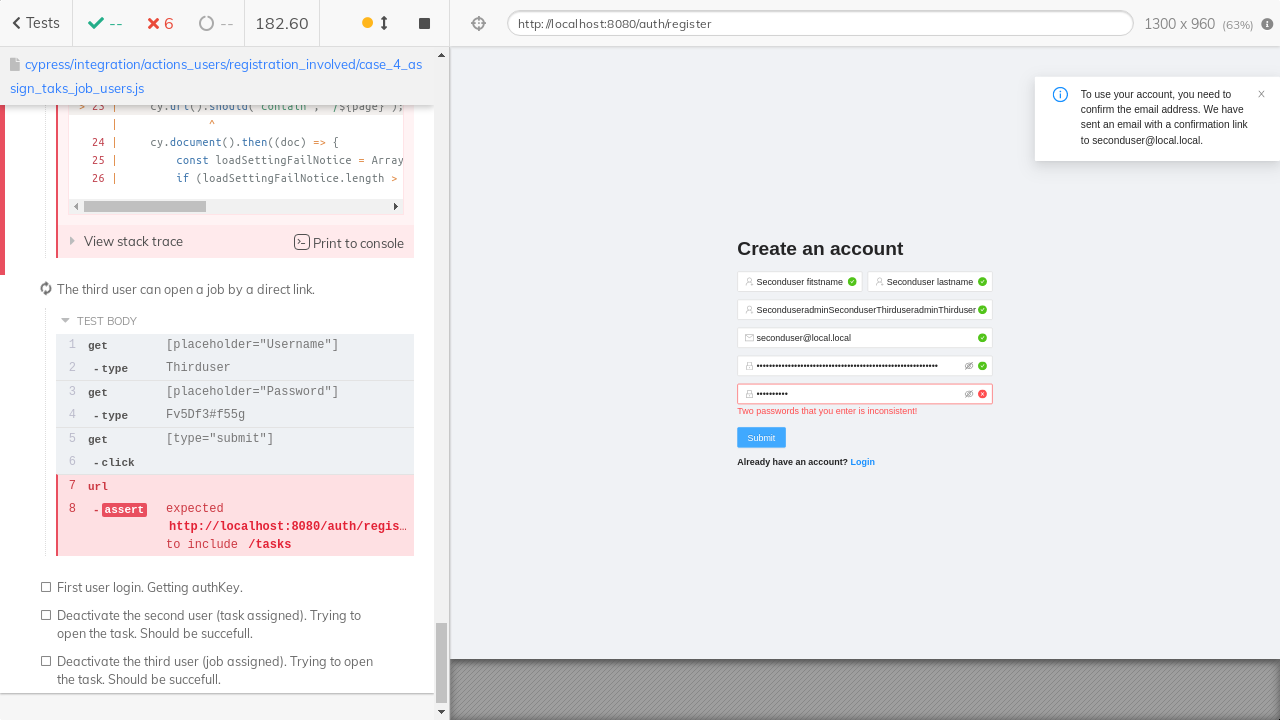 Tests
--
6
--
182.60
http://localhost:8080/auth/register
1300 x 960 (63%)
cypress/integration/actions_users/registration_involved/case_4_as
sign_taks_job_users.js
> 23 | cy.url().should('contain', `/${page}`);
| ^
24 | cy.document().then((doc) => {
25 | const loadSettingFailNotice = Array
26 | if (loadSettingFailNotice.length >
View stack trace
Print to console
The third user can open a job by a direct link.
TEST BODY
1 get [placeholder="Username"]
2 -type Thirduser
3 get [placeholder="Password"]
4 -type Fv5Df3#f55g
5 get [type="submit"]
6 -click
7 url
8 -assert expected
http://localhost:8080/auth/regis…
to include /tasks
First user login. Getting authKey.
Deactivate the second user (task assigned). Trying to
open the task. Should be succefull.
Deactivate the third user (job assigned). Trying to open
the task. Should be succefull.
To use your account, you need to
confirm the email address. We have
sent an email with a confirmation link
to seconduser@local.local.
Create an account
Seconduser fitstname
Seconduser lastname
SeconduseradminSeconduserThirduseradminThirduser
seconduser@local.local
Two passwords that you enter is inconsistent!
Submit
Already have an account? Login